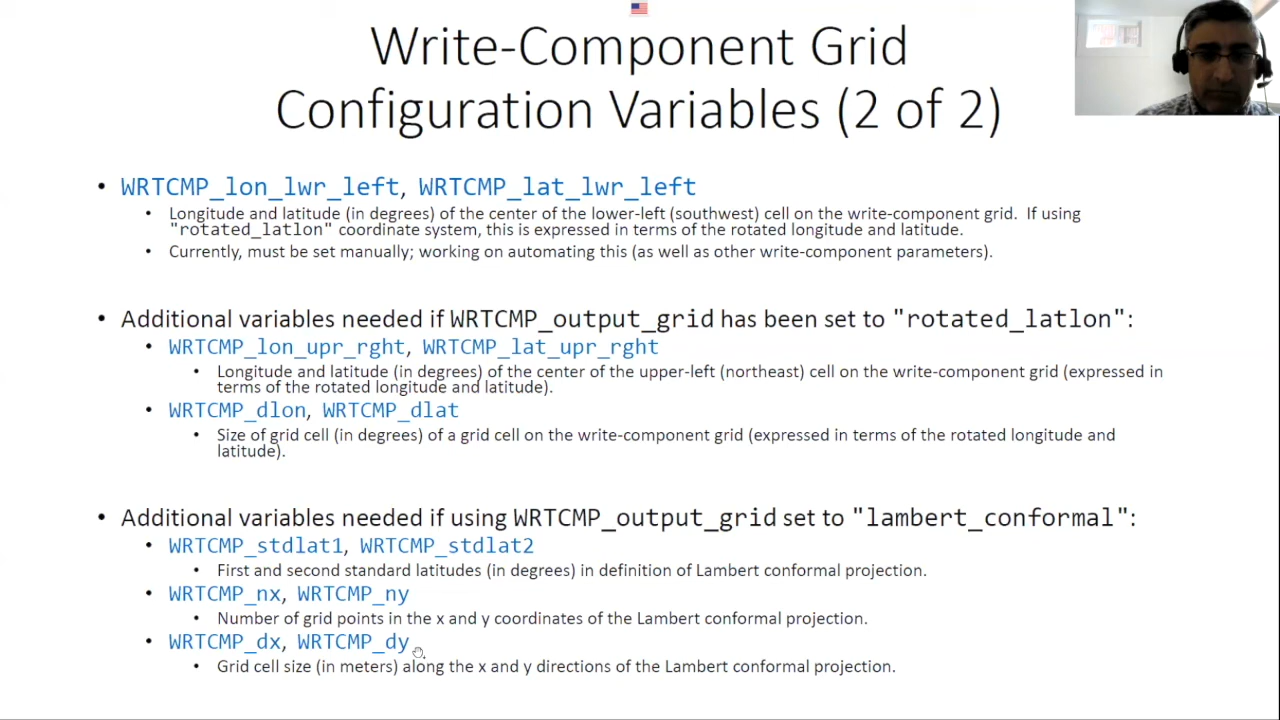 Write-Component Grid
Configuration Variables (2 of 2)
• WRTCMP_lon_lwr_left, WRTCMP_lat_lwr_left
• Longitude and latitude (in degrees) of the center of the lower-left (southwest) cell on the write-component grid. If using
"rotated_latlon" coordinate system, this is expressed in terms of the rotated longitude and latitude.
• Currently, must be set manually; working on automating this (as well as other write-component parameters).
• Additional variables needed if WRTCMP_output_grid has been set to "rotated_latlon":
• WRTCMP_lon_upr_rght, WRTCMP_lat_upr_rght
• Longitude and latitude (in degrees) of the center of the upper-left (northeast) cell on the write-component grid (expressed in
terms of the rotated longitude and latitude).
• WRTCMP_dlon, WRTCMP_dlat
• Size of grid cell (in degrees) of a grid cell on the write-component grid (expressed in terms of the rotated longitude and
latitude).
• Additional variables needed if using WRTCMP_output_grid set to "lambert_conformal":
• WRTCMP_stdlat1, WRTCMP_stdlat2
• First and second standard latitudes (in degrees) in definition of Lambert conformal projection.
• WRTCMP_nx, WRTCMP_ny
• Number of grid points in the x and y coordinates of the Lambert conformal projection.
• WRTCMP_dx, WRTCMP_dy
• Grid cell size (in meters) along the x and y directions of the Lambert conformal projection.